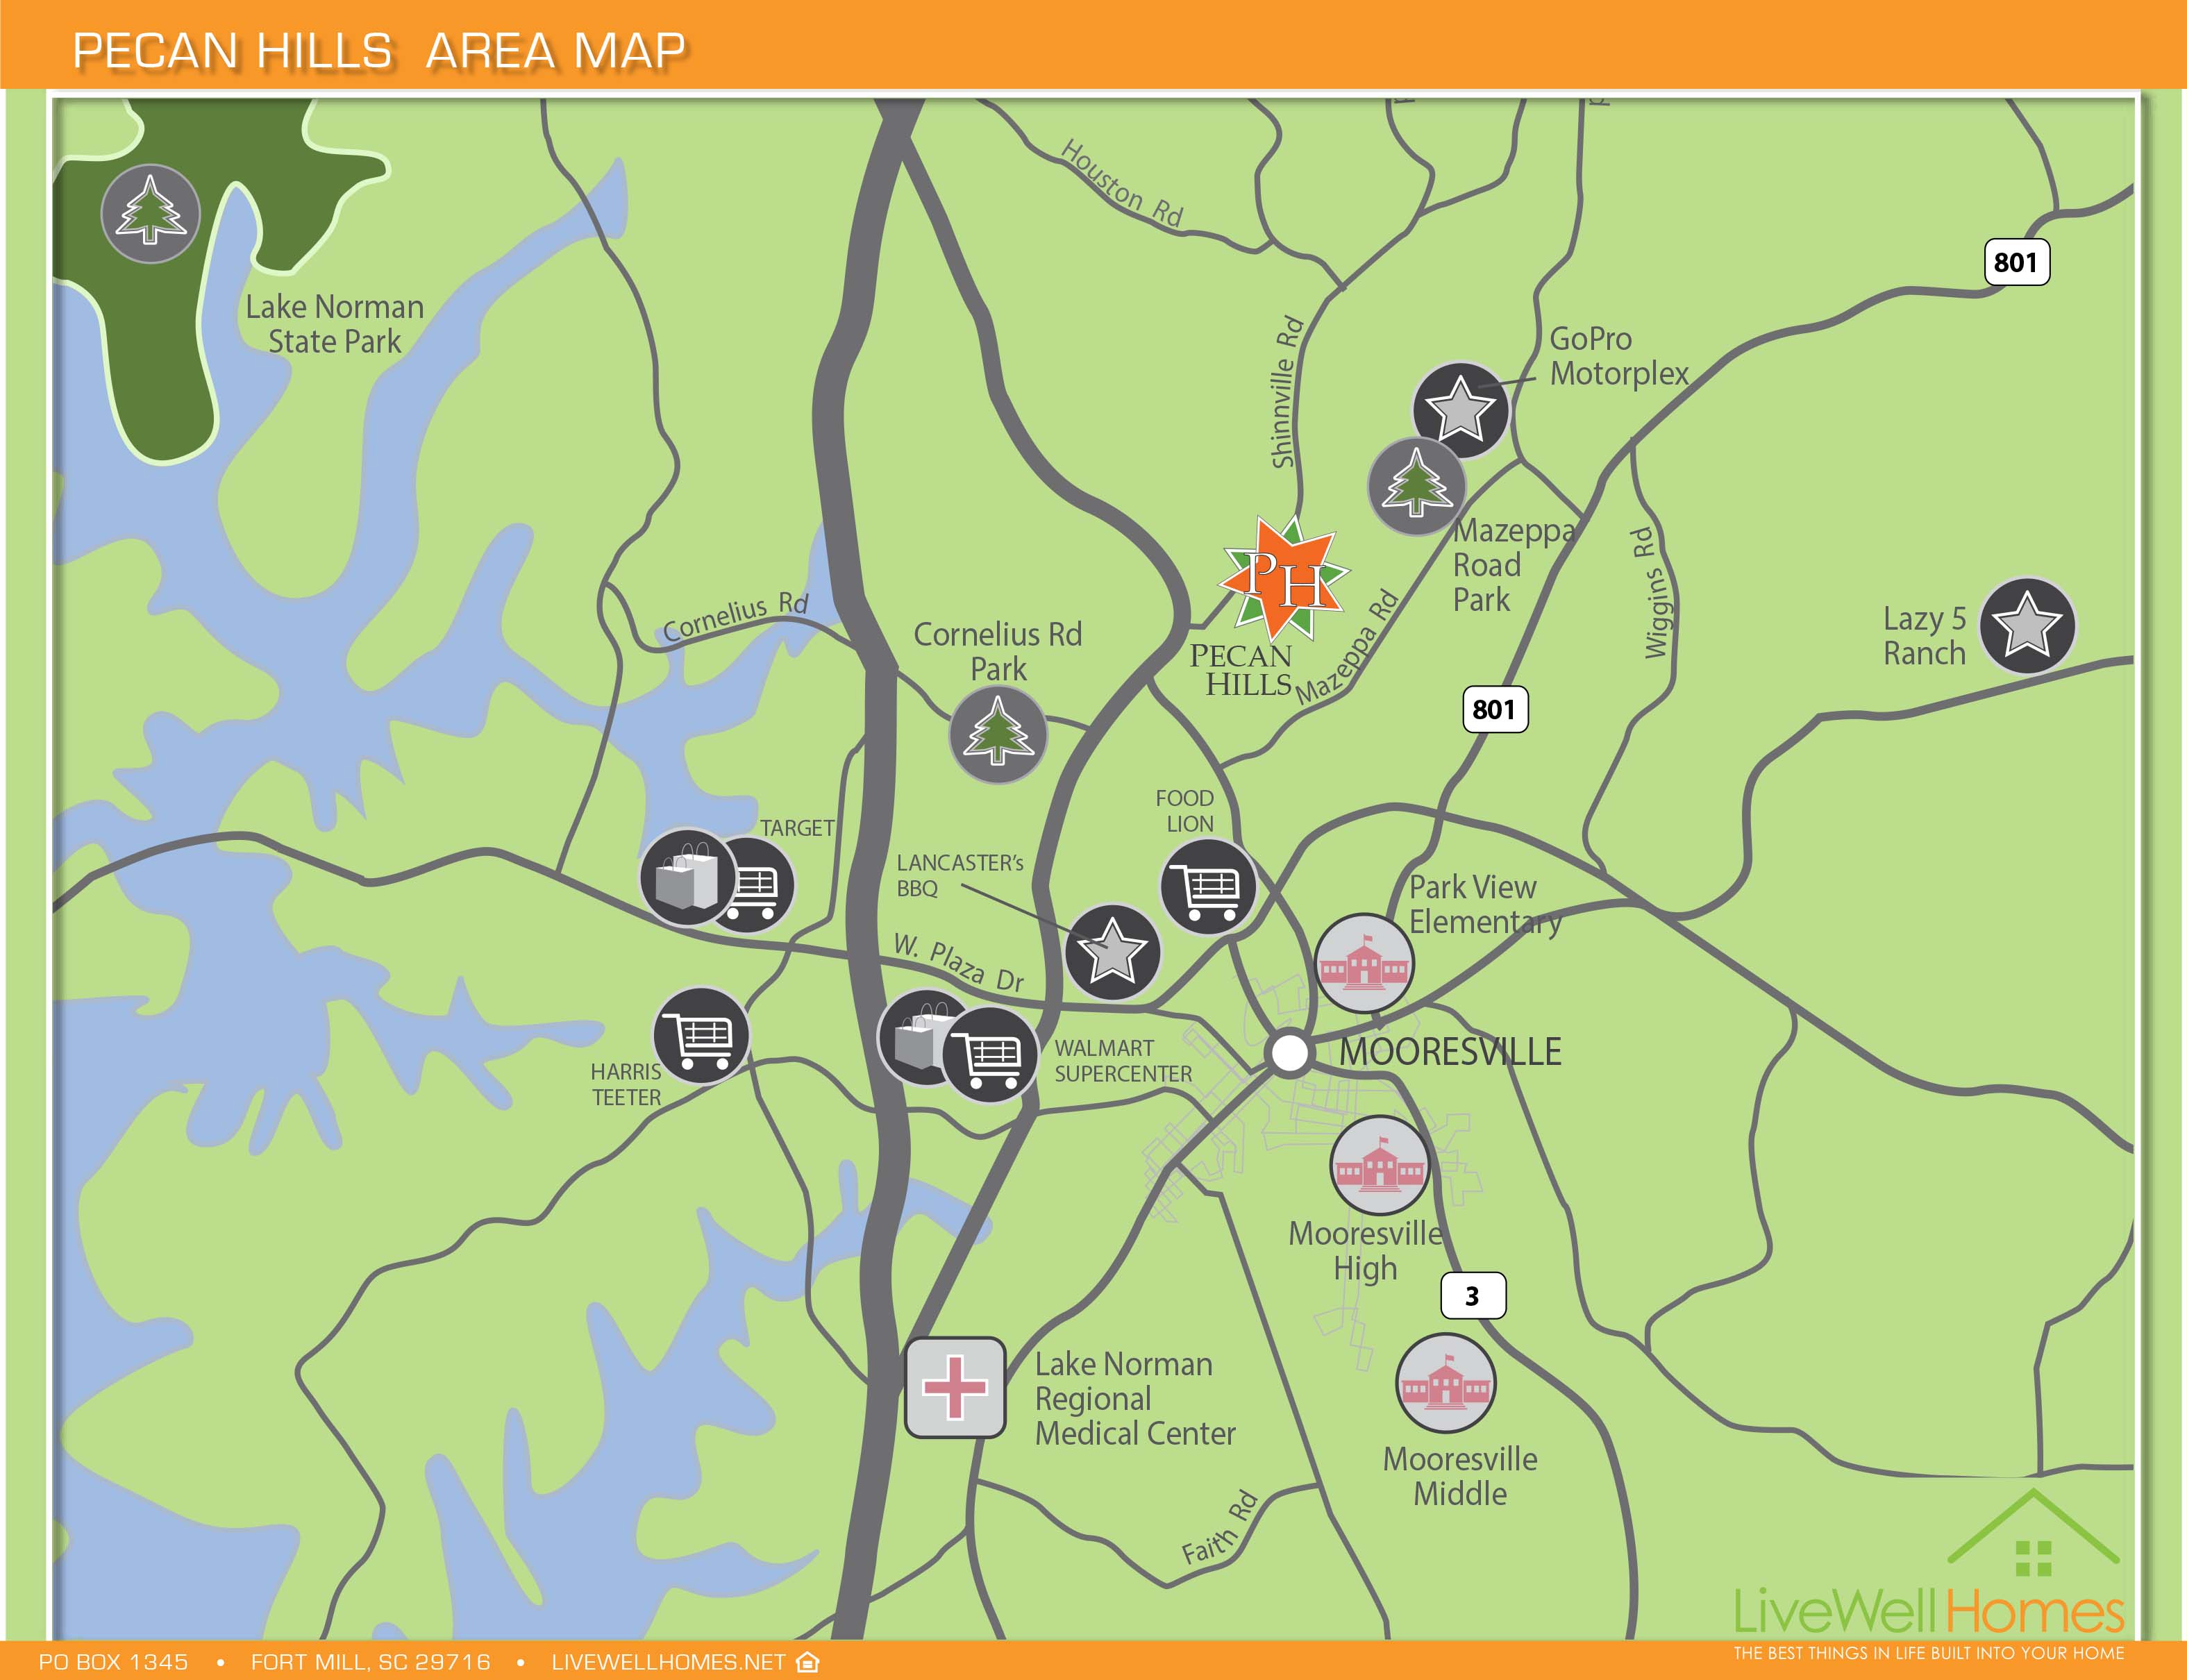 PECAN HILLS AREA MAP
Houston Rd
801
Lake Norman
State Park
Shinnville Rd
GoPro
Motorplex
Mazeppa
Road
Park
Wiggins Rd
Cornelius Rd
Cornelius Rd
Park
PH
PECAN
HILLS
Mazeppa Rd
Lazy 5
Ranch
801
FOOD
LION
TARGET
LANCASTER's
BBQ
Park View
Elementary
W. Plaza Dr
HARRIS
TEETER
WALMART
SUPERCENTER
MOORESVILLE
Mooresville
High
3
Lake Norman
Regional
Medical Center
Mooresville
Middle
Faith Rd
LiveWellHomes
THE BEST THINGS IN LIFE BUILT INTO YOUR HOME
PO BOX 1345 • FORT MILL, SC 29716 • LIVEWELLHOMES.NET